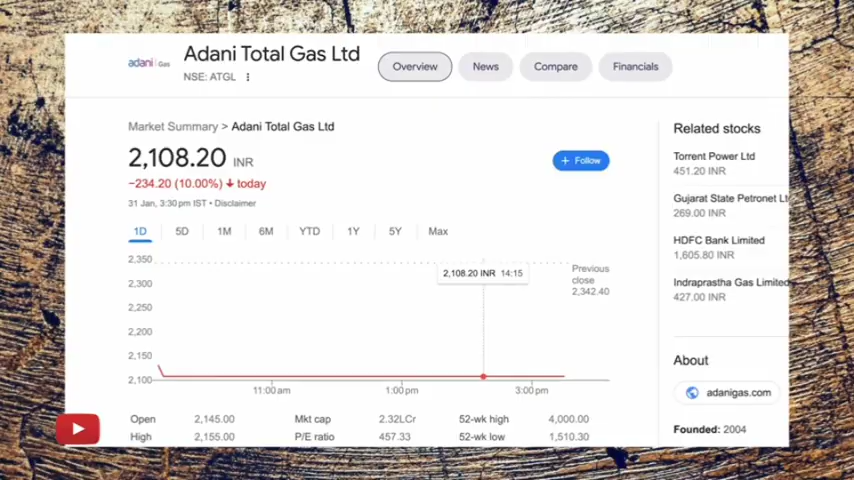 adani Gas
Adani Total Gas Ltd
NSE: ATGL
Overview
News
Compare
Financials
Market Summary > Adani Total Gas Ltd
2,108.20 INR
−234.20 (10.00%) ↓ today
31 Jan, 3:30 pm IST • Disclaimer
+ Follow
1D
5D
1M
6M
YTD
1Y
5Y
Max
2,350
2,300
2,250
2,200
2,150
2,100
2,108.20 INR 14:15
Previous
close
2,342.40
11:00 am
1:00 pm
3:00 pm
Open 2,145.00
Mkt cap 2.32LCr
52-wk high 4,000.00
High 2,155.00
P/E ratio 457.33
52-wk low 1,510.30
Related stocks
Torrent Power Ltd
451.20 INR
Gujarat State Petronet Lt
269.00 INR
HDFC Bank Limited
1,605.80 INR
Indraprastha Gas Limited
427.00 INR
About
adanigas.com
Founded: 2004